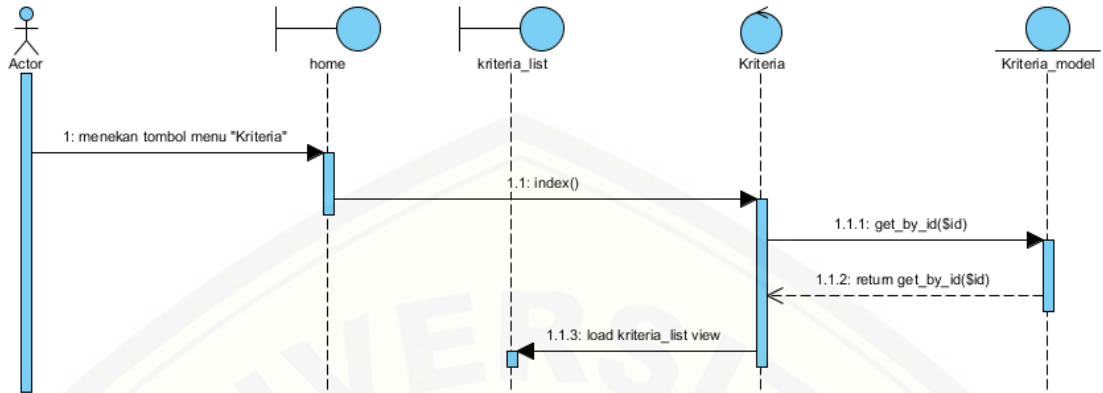 Actor
home
kriteria_list
Kriteria
Kriteria_model
1: menekan tombol menu "Kriteria"
1.1: index()
1.1.1: get_by_id($id)
1.1.2: return get_by_id($id)
1.1.3: load kriteria_list view
VERS